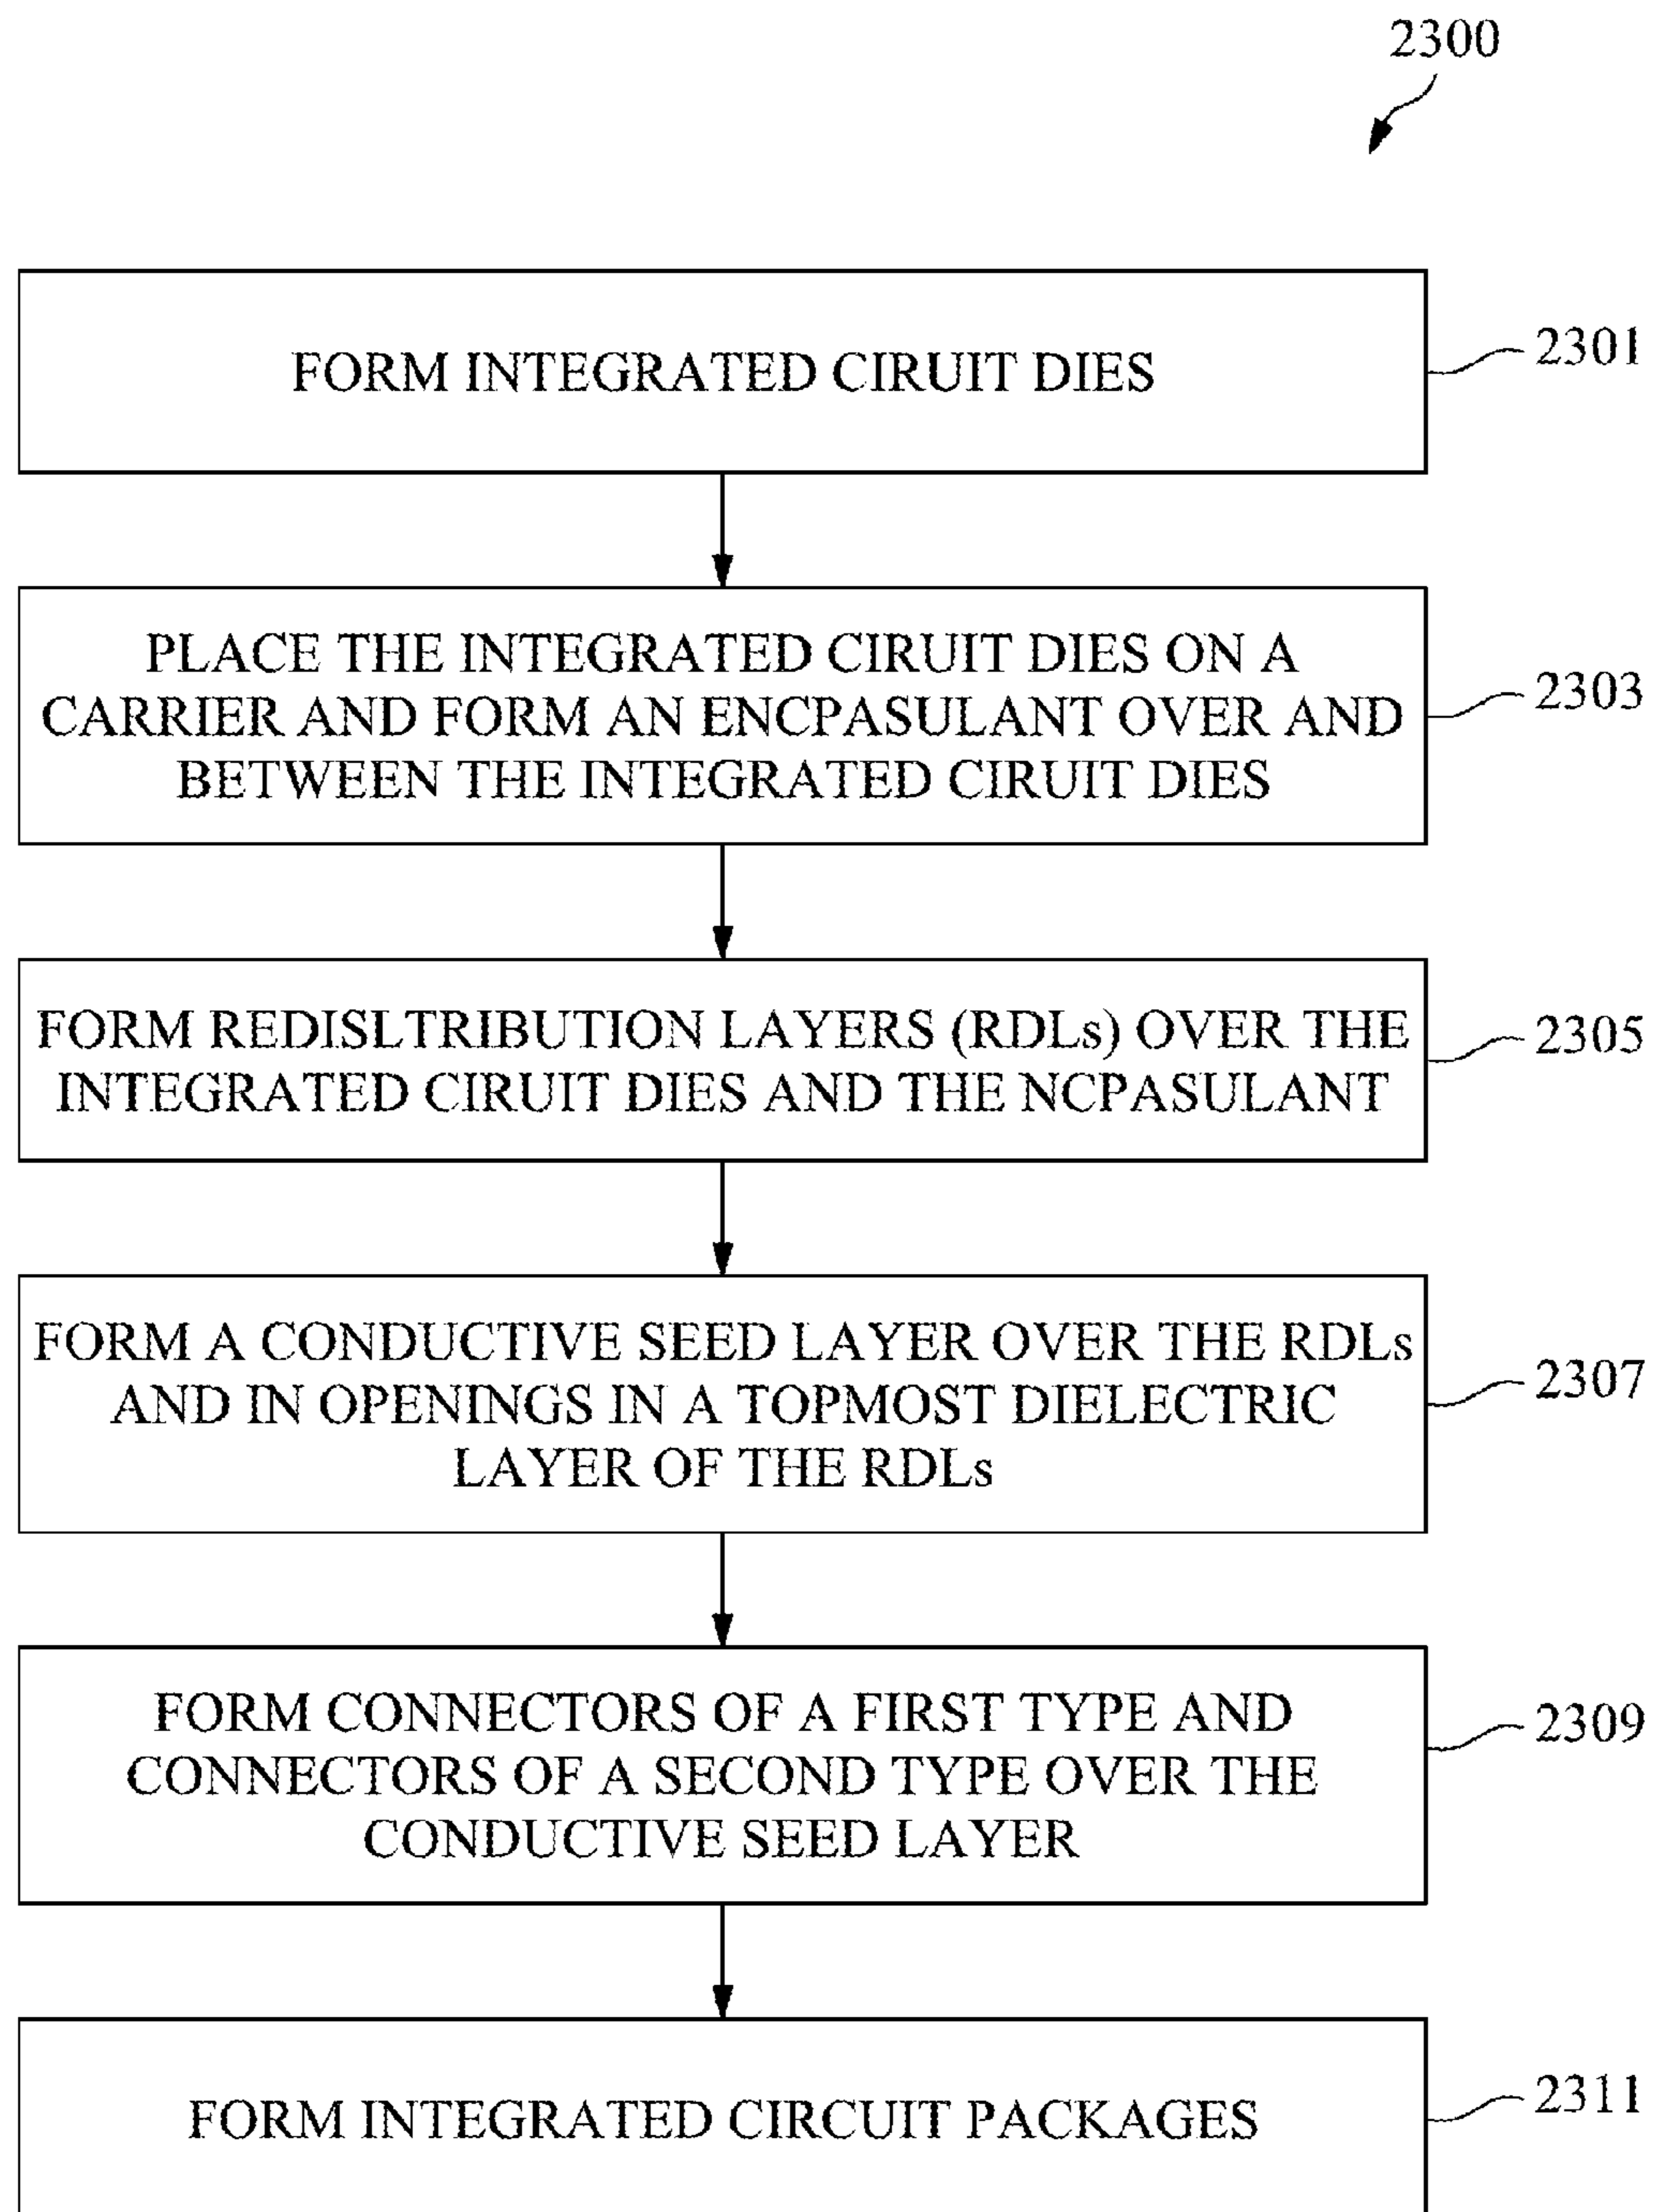 2300
FORM INTEGRATED CIRUIT DIES
2301
PLACE THE INTEGRATED CIRUIT DIES ON A
CARRIER AND FORM AN ENCPASULANT OVER AND
BETWEEN THE INTEGRATED CIRUIT DIES
2303
FORM REDISLTRIBUTION LAYERS (RDLs) OVER THE
INTEGRATED CIRUIT DIES AND THE NCPASULANT
2305
FORM A CONDUCTIVE SEED LAYER OVER THE RDLs
AND IN OPENINGS IN A TOPMOST DIELECTRIC
LAYER OF THE RDLs
2307
FORM CONNECTORS OF A FIRST TYPE AND
CONNECTORS OF A SECOND TYPE OVER THE
CONDUCTIVE SEED LAYER
2309
FORM INTEGRATED CIRCUIT PACKAGES
2311